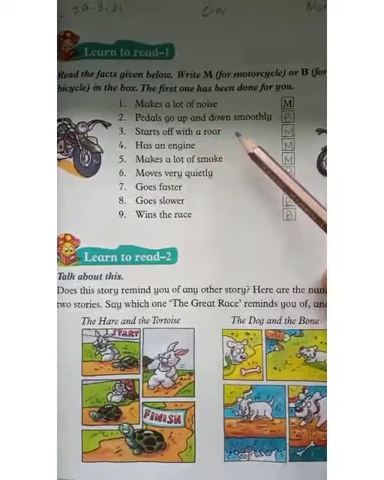 Learn to read–1
Read the facts given below. Write M (for motorcycle) or B (for
bicycle) in the box. The first one has been done for you.
1. Makes a lot of noise M
2. Pedals go up and down smoothly B
3. Starts off with a roar M
4. Has an engine M
5. Makes a lot of smoke M
6. Moves very quietly
7. Goes faster
8. Goes slower B
9. Wins the race B
Learn to read–2
Talk about this.
Does this story remind you of any other story? Here are the
two stories. Say which one 'The Great Race' reminds you of,
The Hare and the Tortoise The Dog and the Bone
START
FINISH